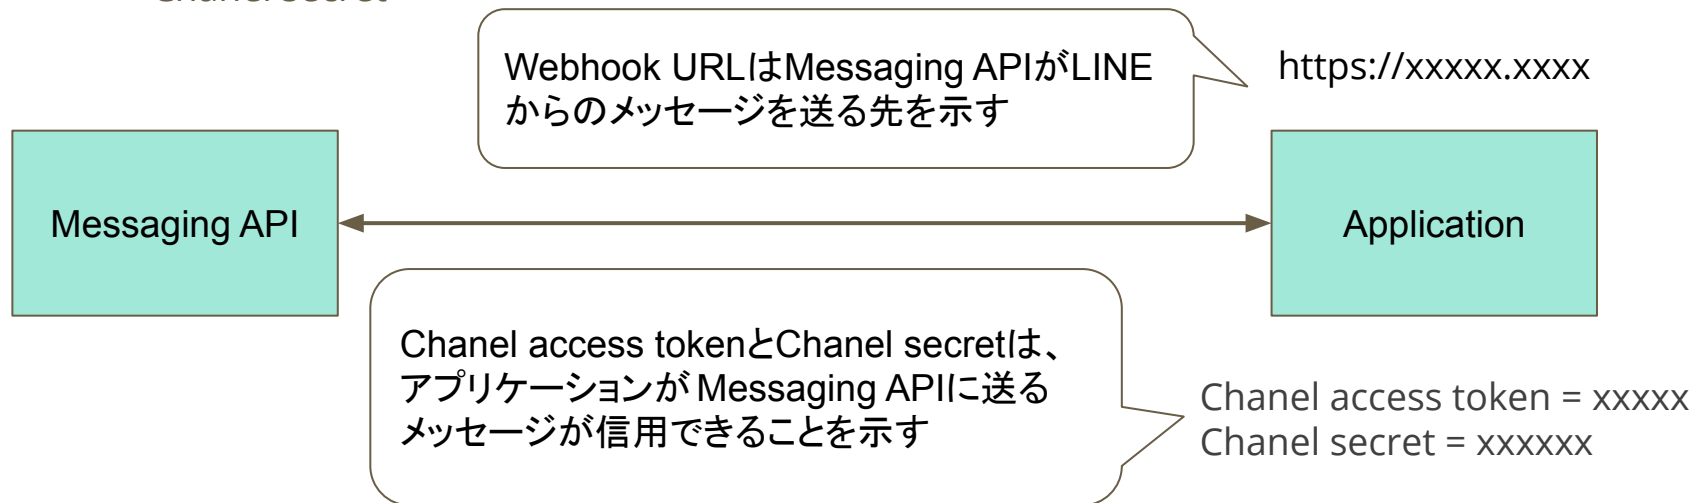 Webhook URLはMessaging APIがLINE
からのメッセージを送る先を示す
https://xxxxx.xxxx
Messaging API
Application
Chanel access tokenとChanel secretは、
アプリケーションが Messaging APIに送る
メッセージが信用できることを示す
Chanel access token = xxxxx
Chanel secret = xxxxxx